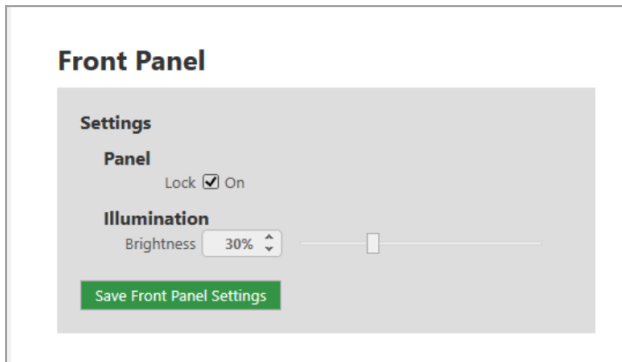 Front Panel
Settings
Panel
Lock On
Illumination
Brightness 30%
Save Front Panel Settings